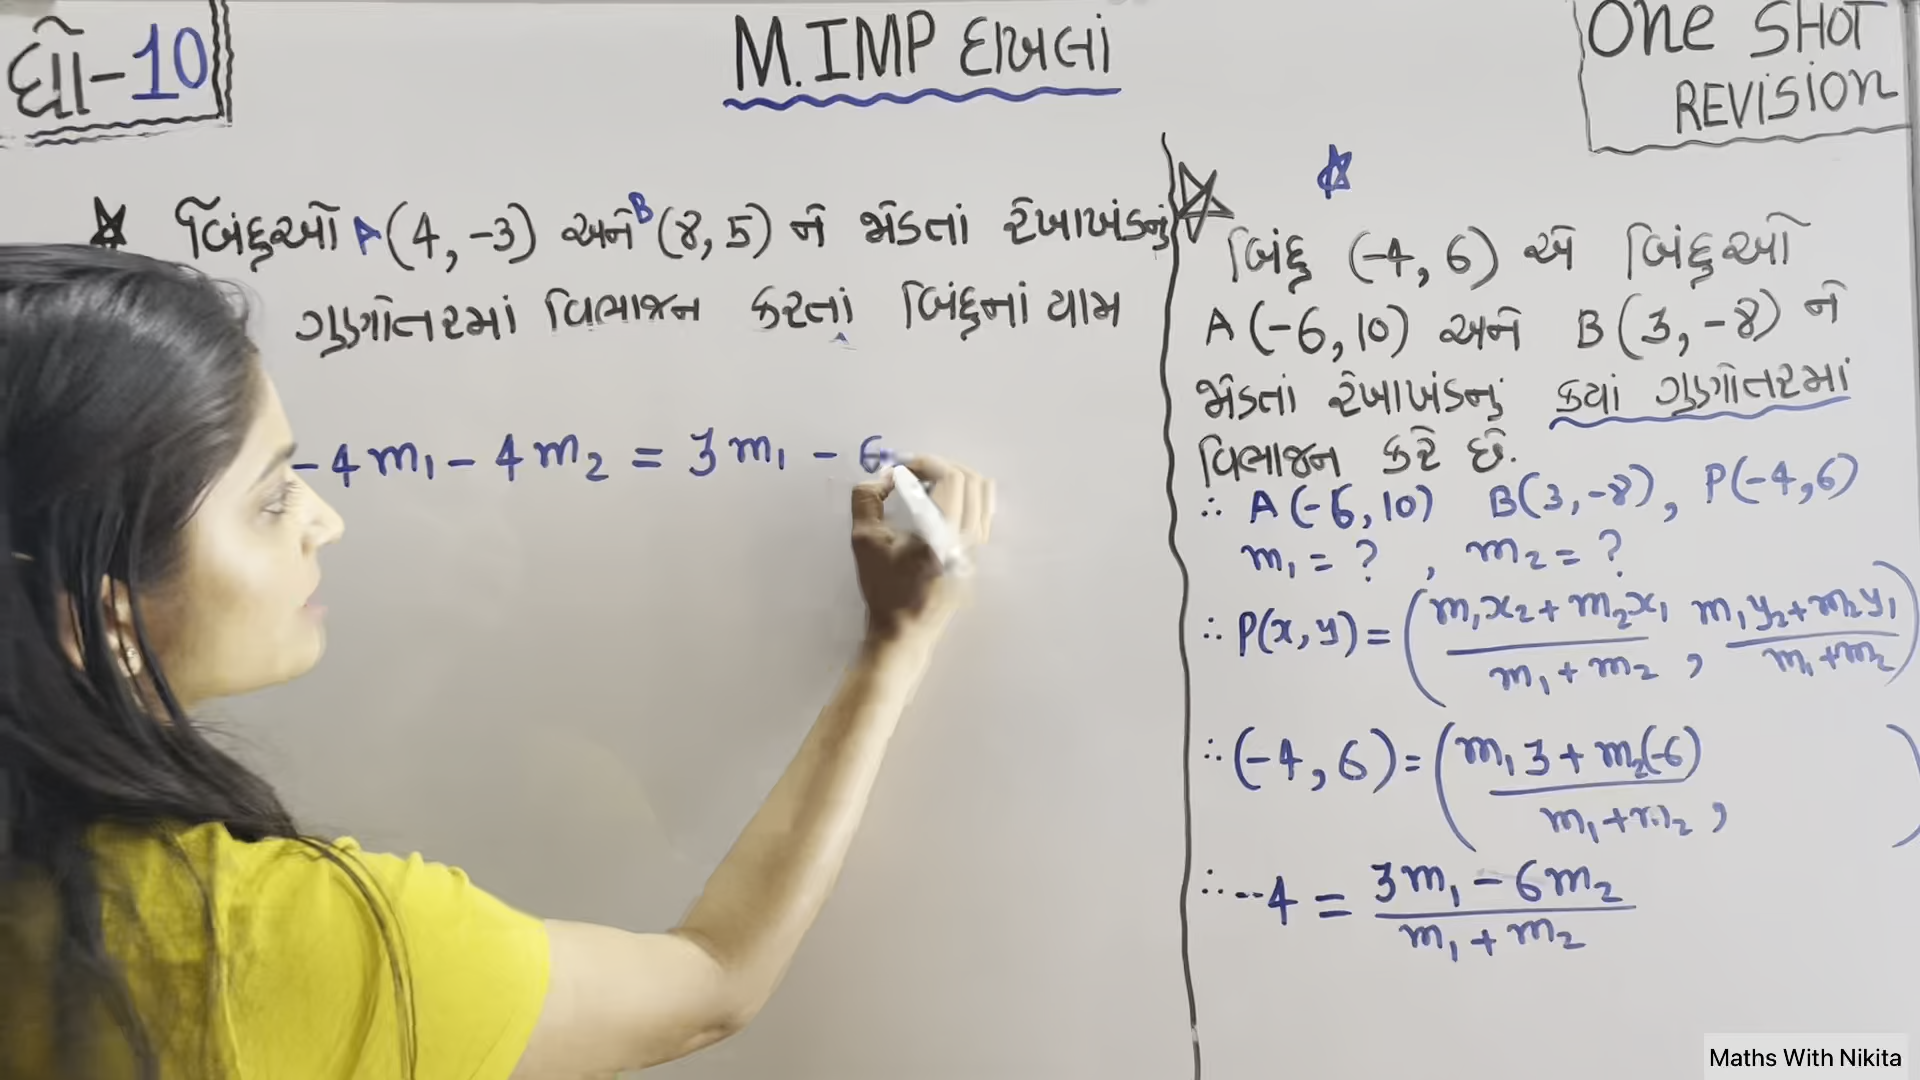 ધો-10
M.IMP દાખલાં
ONE SHOT
REVISION
બિંદુઓ A(4, -3) અને B(8, 5) ને જોડતાં રેખાખંડનું
ગુણોતરમાં વિભાજન કરતાં બિંદુનાં યામ
-4m₁ - 4m₂ = 3m₁ - 6
બિંદુ (-4, 6) એ બિંદુઓ
A(-6, 10) અને B(3, -8) ને
જોડતાં રેખાખંડનું કયાં ગુણોતરમાં
વિભાજન કરે છે.
∴ A(-6, 10) B(3, -8), P(-4, 6)
m₁ = ? , m₂ = ?
∴ P(x, y) = ( m₁x₂ + m₂x₁ / m₁ + m₂ , m₁y₂ + m₂y₁ / m₁ + m₂ )
∴ (-4, 6) = ( m₁3 + m₂(-6) / m₁ + m₂ , )
∴ -4 = 3m₁ - 6m₂ / m₁ + m₂
Maths With Nikita